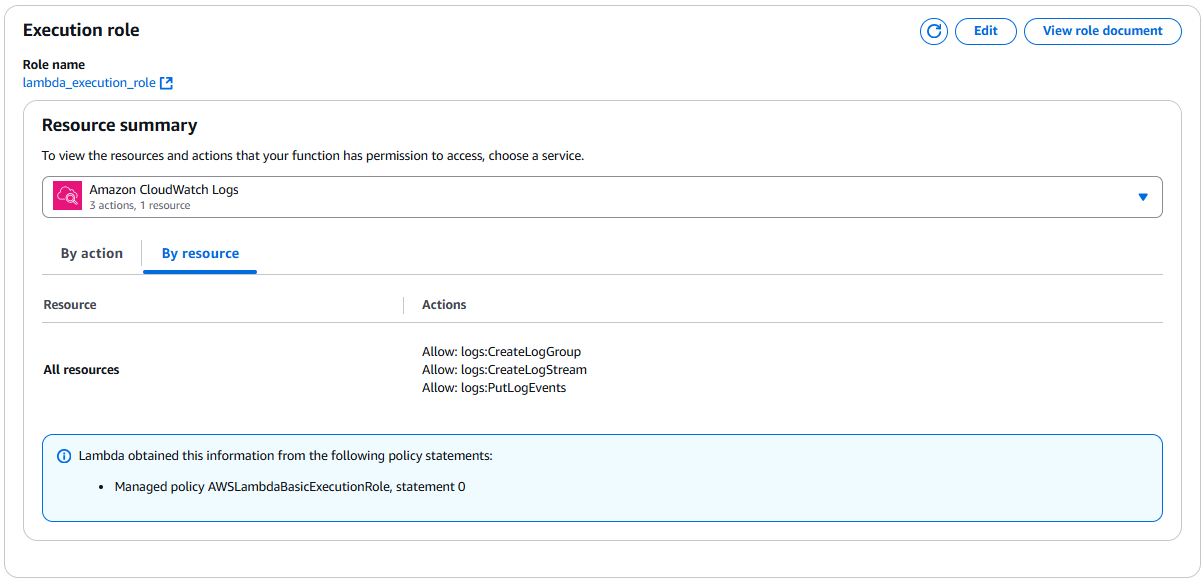 Execution role
Edit
View role document
Role name
lambda_execution_role
Resource summary
To view the resources and actions that your function has permission to access, choose a service.
Amazon CloudWatch Logs
3 actions, 1 resource
By action
By resource
Resource
Actions
All resources
Allow: logs:CreateLogGroup
Allow: logs:CreateLogStream
Allow: logs:PutLogEvents
Lambda obtained this information from the following policy statements:
• Managed policy AWSLambdaBasicExecutionRole, statement 0